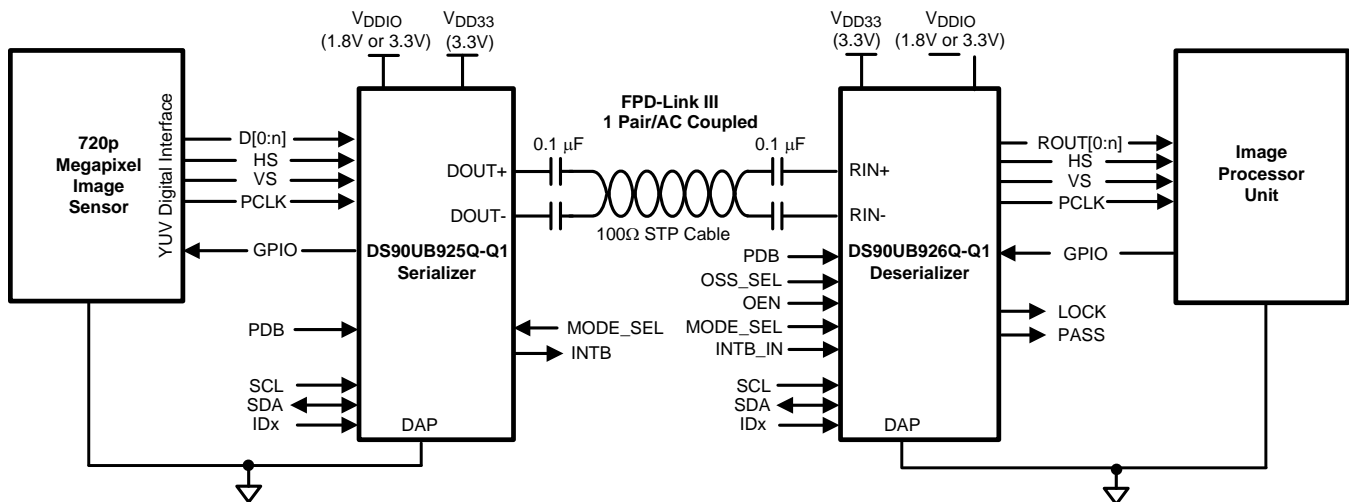 VDDIO
(1.8V or 3.3V)
VDD33
(3.3V)
VDD33
(3.3V)
VDDIO
(1.8V or 3.3V)
720p
Megapixel
Image
Sensor
YUV Digital Interface
D[0:n]
HS
VS
PCLK
GPIO
PDB
SCL
SDA
IDx
DOUT+
DOUT-
DS90UB925Q-Q1
Serializer
DAP
MODE_SEL
INTB
FPD-Link III
1 Pair/AC Coupled
0.1 μF
0.1 μF
100Ω STP Cable
RIN+
RIN-
PDB
OSS_SEL
OEN
MODE_SEL
INTB_IN
SCL
SDA
IDx
DS90UB926Q-Q1
Deserializer
DAP
ROUT[0:n]
HS
VS
PCLK
GPIO
LOCK
PASS
Image
Processor
Unit